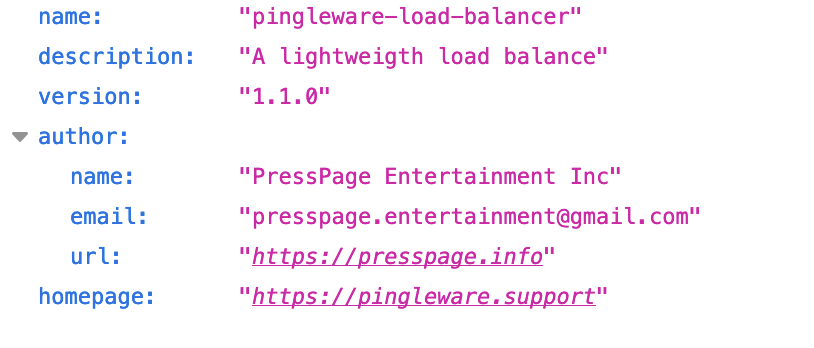 name: "pingleware-load-balancer"
description: "A lightweigth load balance"
version: "1.1.0"
author:
name: "PressPage Entertainment Inc"
email: "presspage.entertainment@gmail.com"
url: "https://presspage.info"
homepage: "https://pingleware.support"